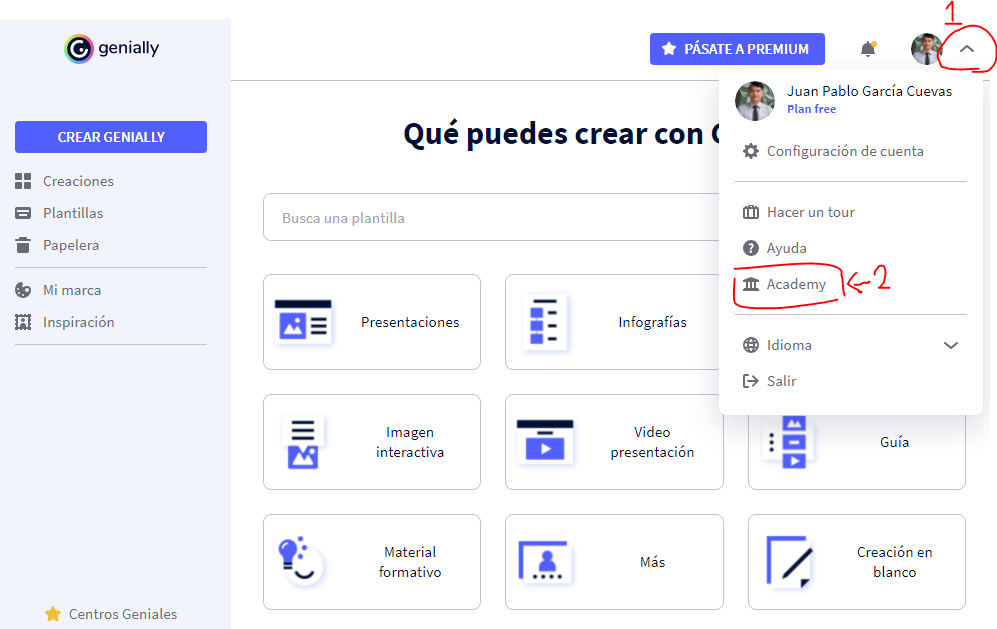 1
genially
PÁSATE A PREMIUM
Juan Pablo García Cuevas
Plan free
Configuración de cuenta
Hacer un tour
Ayuda
Academy
2
Idioma
Salir
CREAR GENIALLY
Creaciones
Plantillas
Papelera
Mi marca
Inspiración
Centros Geniales
Qué puedes crear con
Busca una plantilla
Presentaciones
Infografías
Imagen
interactiva
Video
presentación
Guía
Material
formativo
Más
Creación en
blanco